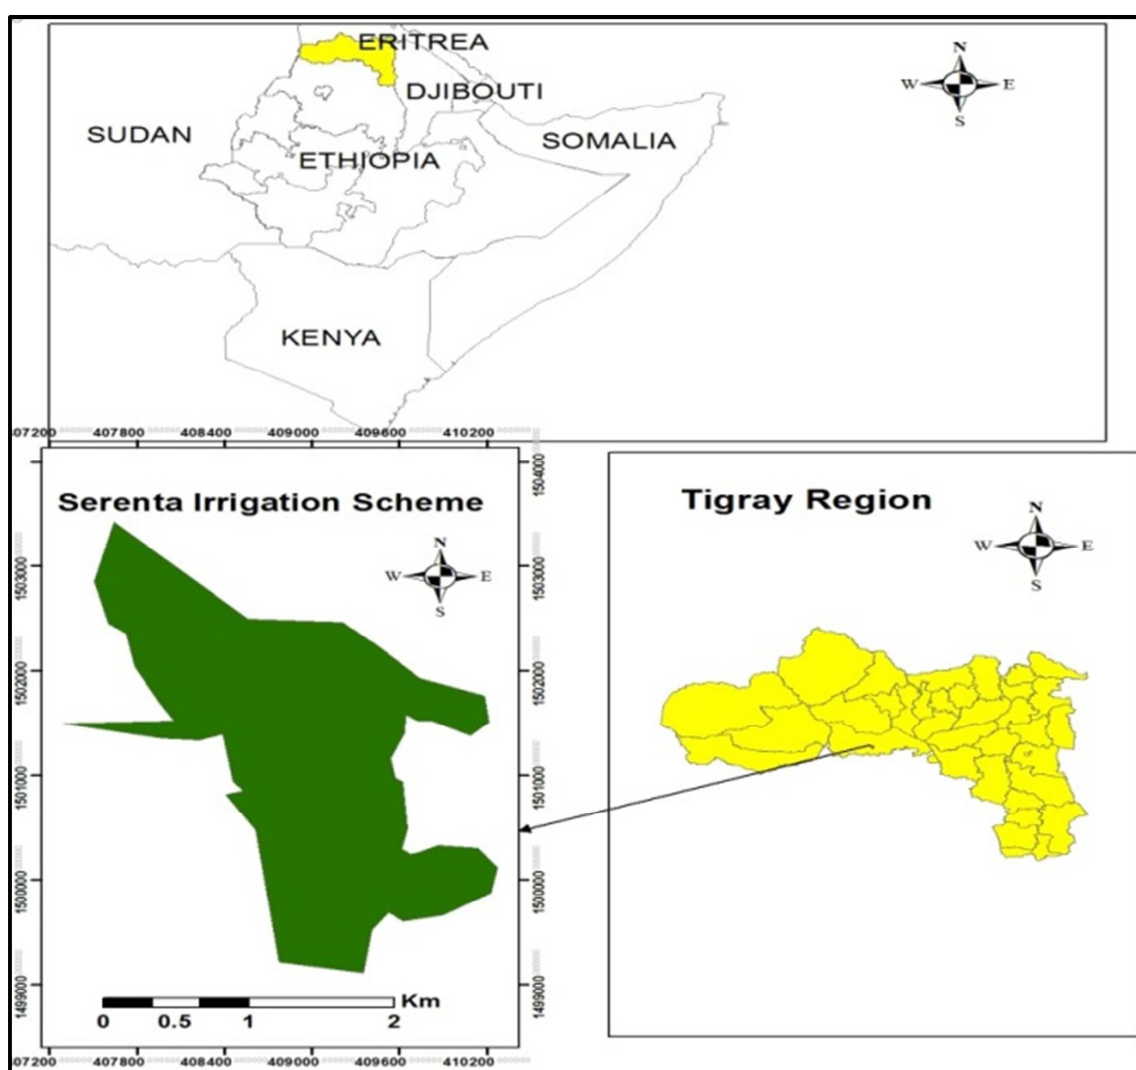 ERITREA
N
W E
S
DJIBOUTI
SUDAN
SOMALIA
ETHIOPIA
KENYA
07200 407800 408400 409000 409600 410200
Serenta Irrigation Scheme
N
W E
S
1504000
1503000
1502000
1501000
1500000
1499000
1504000
1503000
1502000
1501000
1500000
1499000
Km
0 0.5 1 2
407200 407800 408400 409000 409600 410200
Tigray Region
N
W E
S